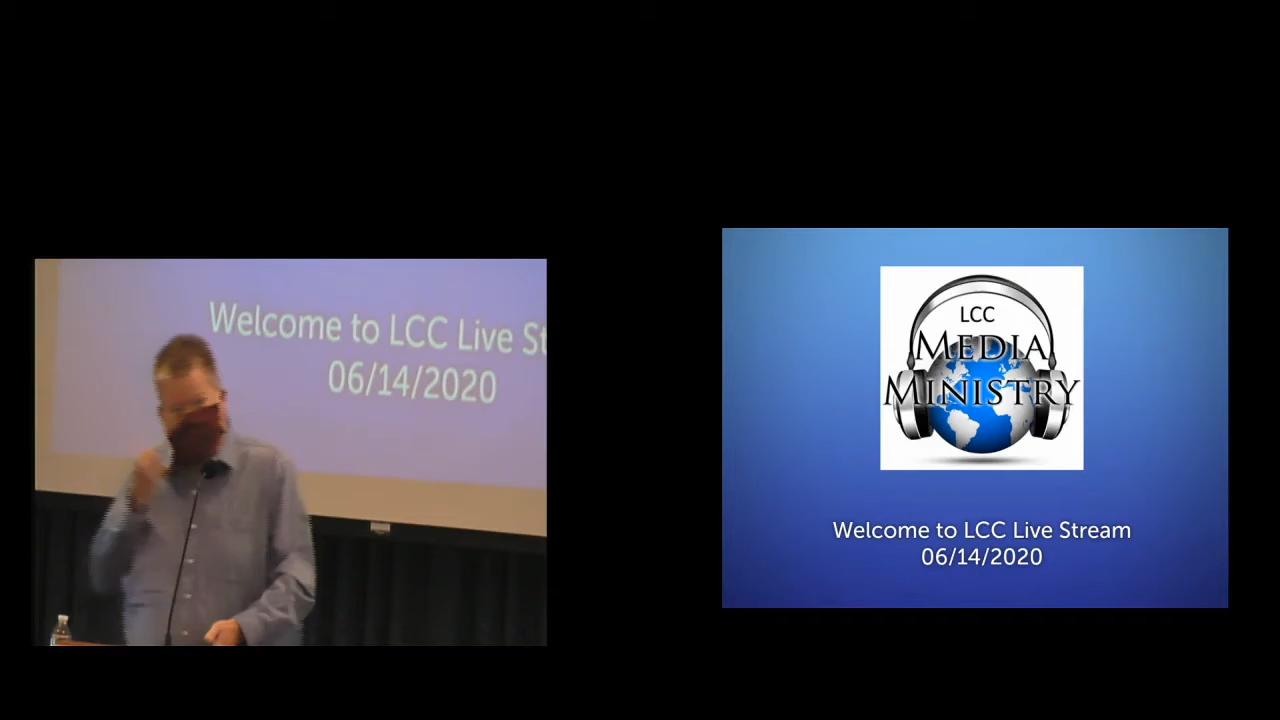 Welcome to LCC Live St
06/14/2020
LCC
MEDIA
MINISTRY
Welcome to LCC Live Stream
06/14/2020